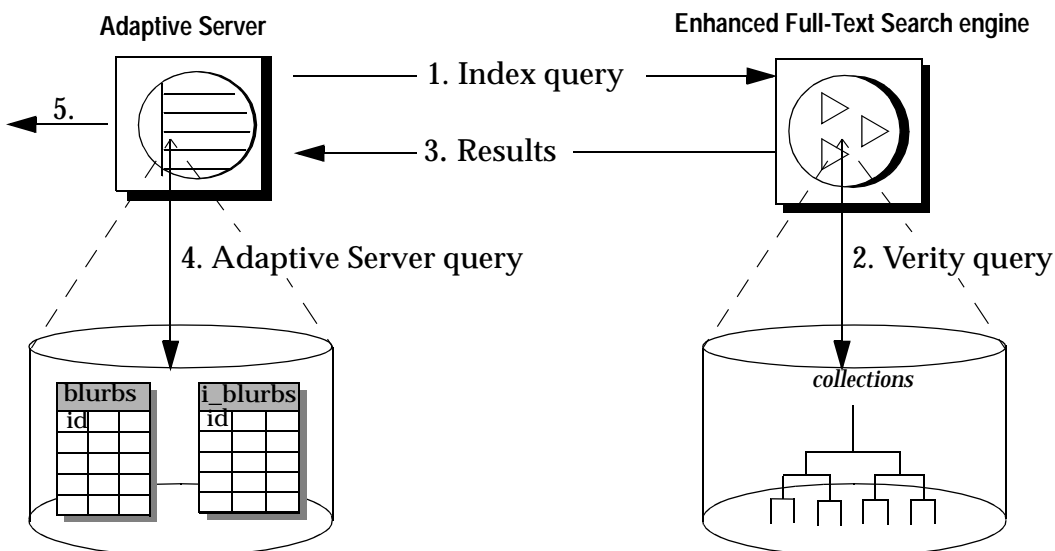 Adaptive Server
Enhanced Full-Text Search engine
1. Index query
5.
3. Results
4. Adaptive Server query
2. Verity query
collections
blurbs
i_blurbs
id
id